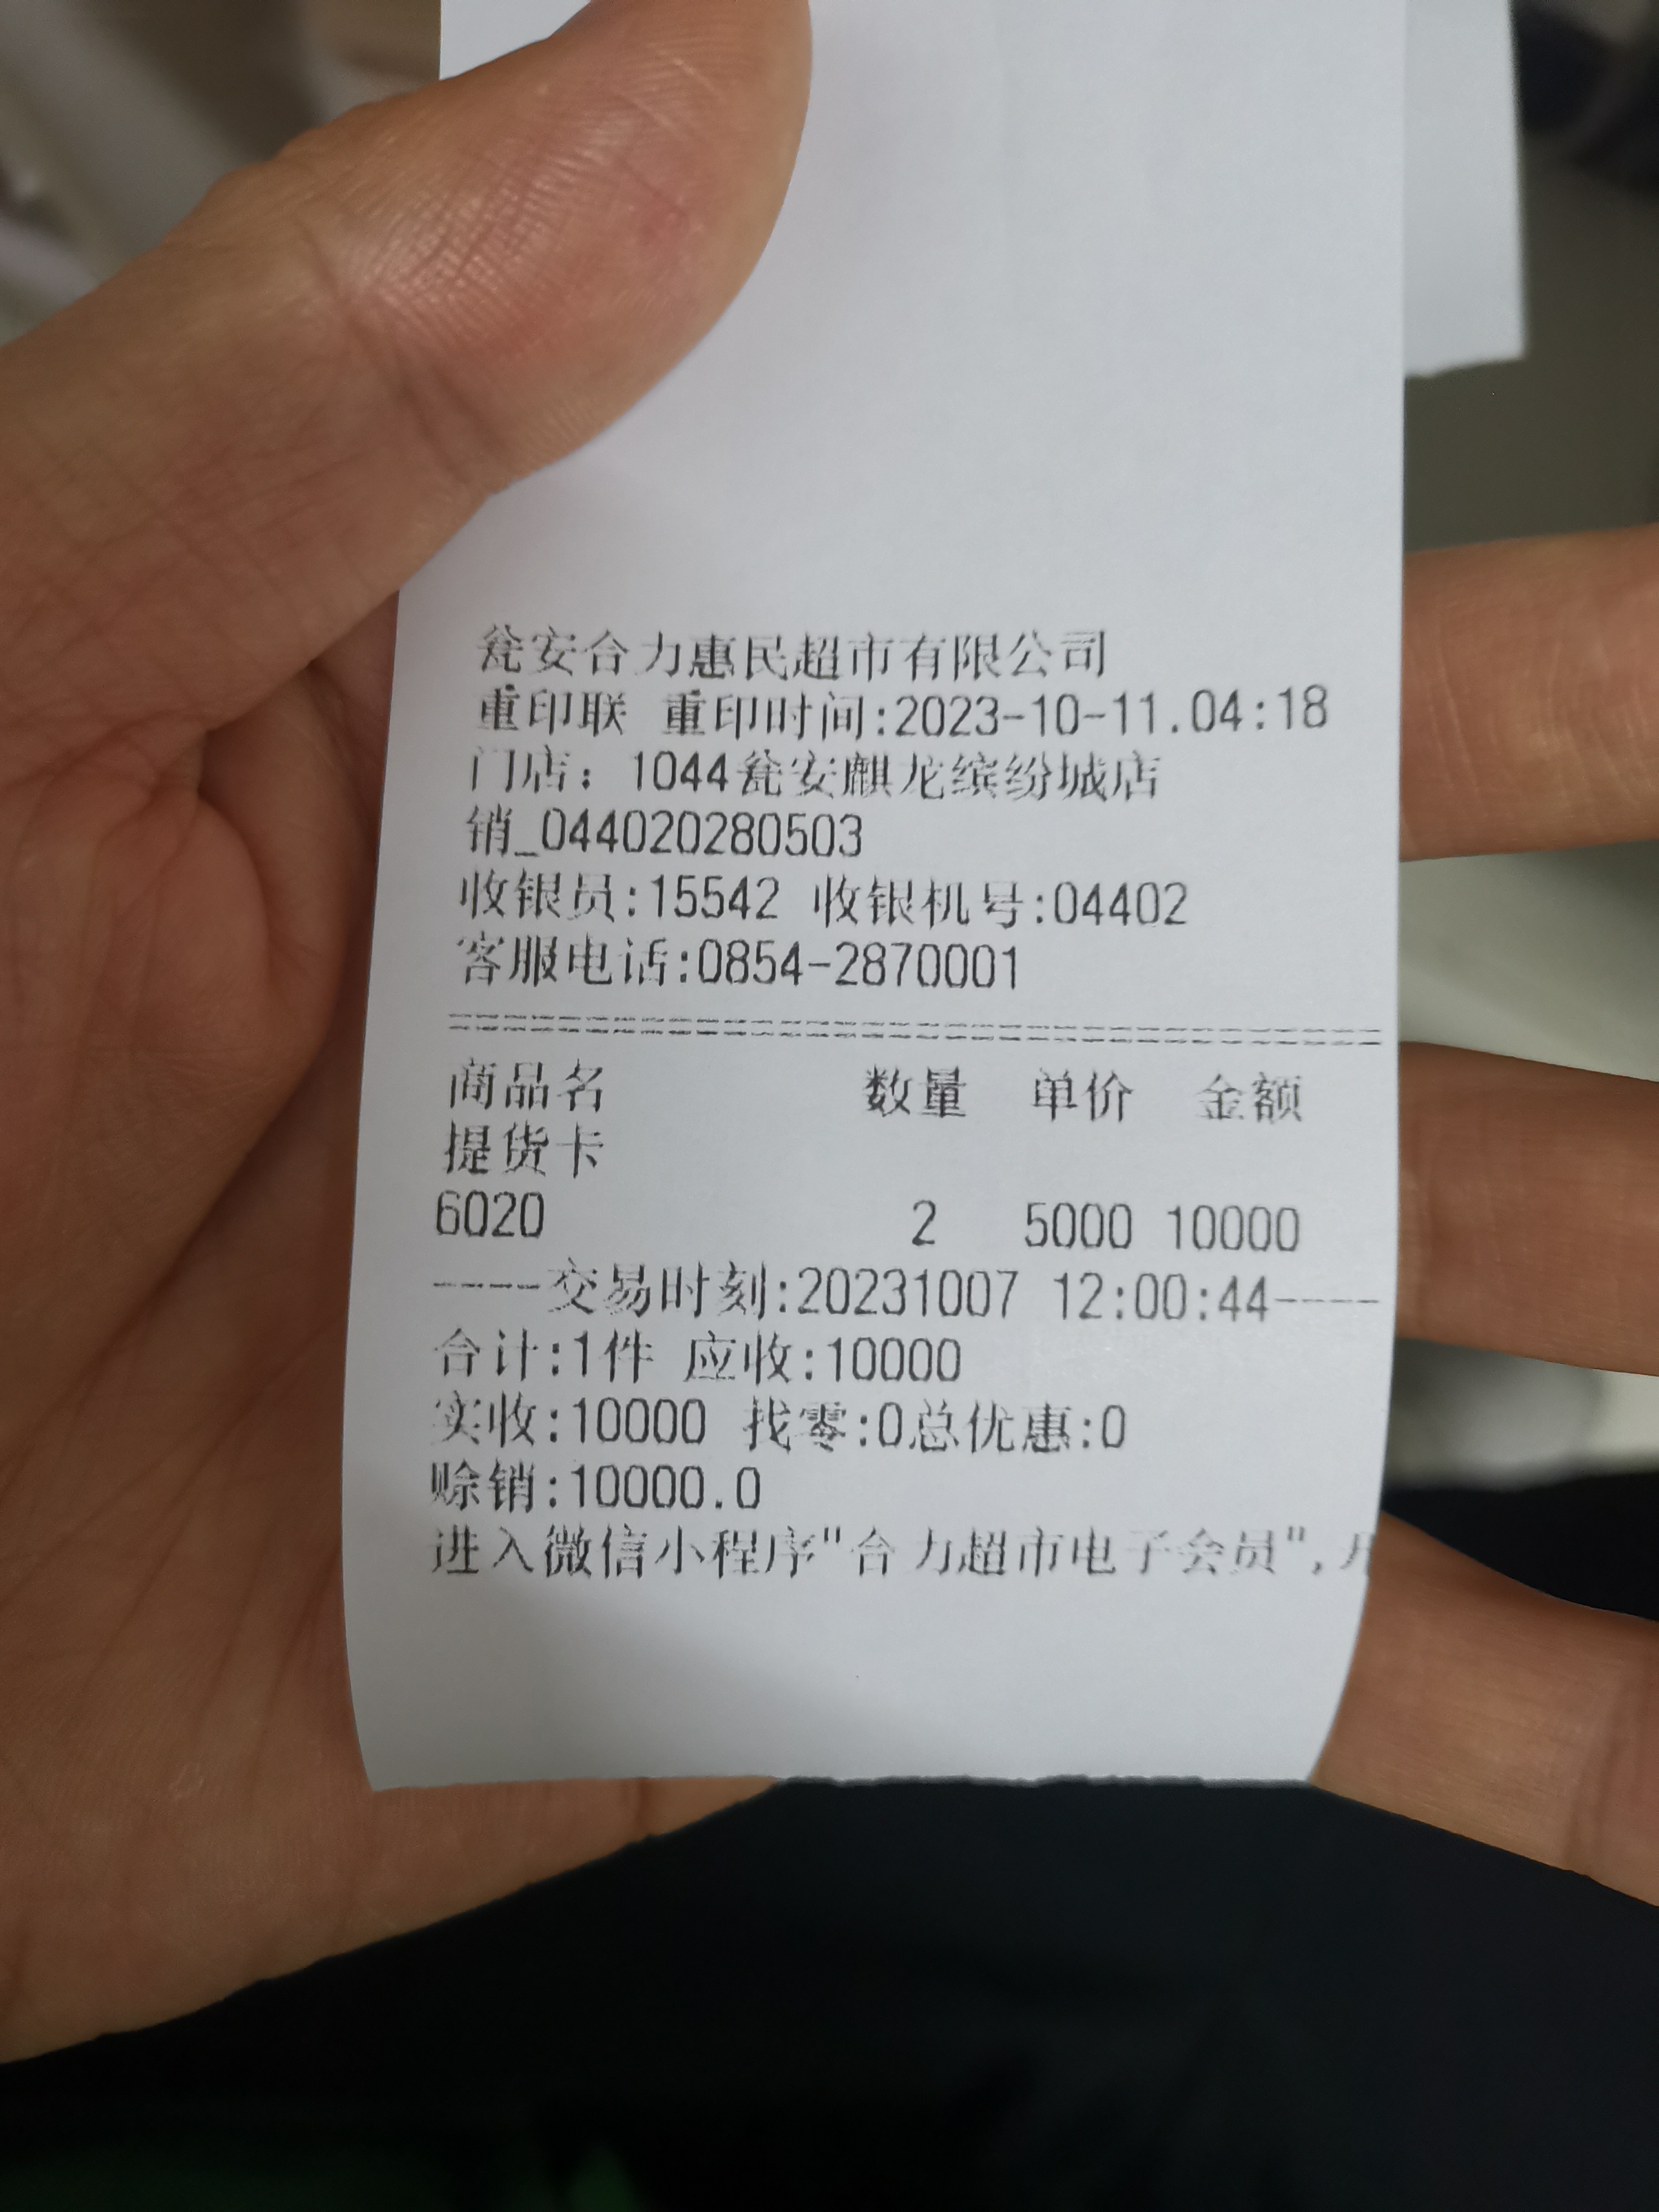 瓮安合力惠民超市有限公司
重印联 重印时间:2023-10-11.04:18
门店：1044瓮安麒龙缤纷城店
销_044020280503
收银员:15542 收银机号:04402
客服电话:0854-2870001
商品名 数量 单价 金额
提货卡
6020 2 5000 10000
----交易时刻:20231007 12:00:44----
合计:1件 应收:10000
实收:10000 找零:0总优惠:0
赊销:10000.0
进入微信小程序"合力超市电子会员",